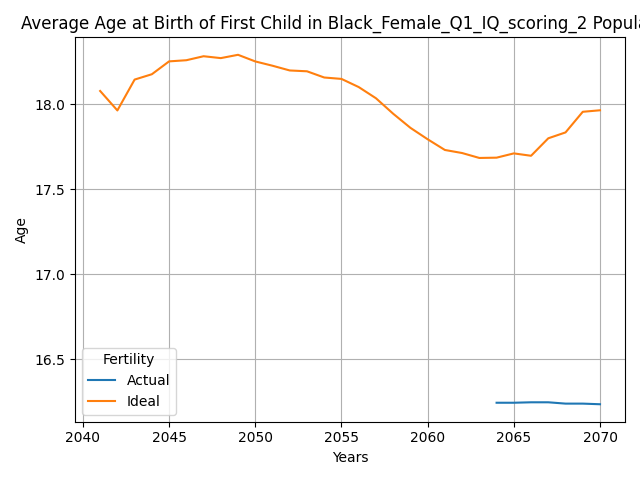 Average Age at Birth of First Child in Black_Female_Q1_IQ_scoring_2 Popula
18.0
17.5
17.0
16.5
Age
Fertility
Actual
Ideal
2040 2045 2050 2055 2060 2065 2070
Years